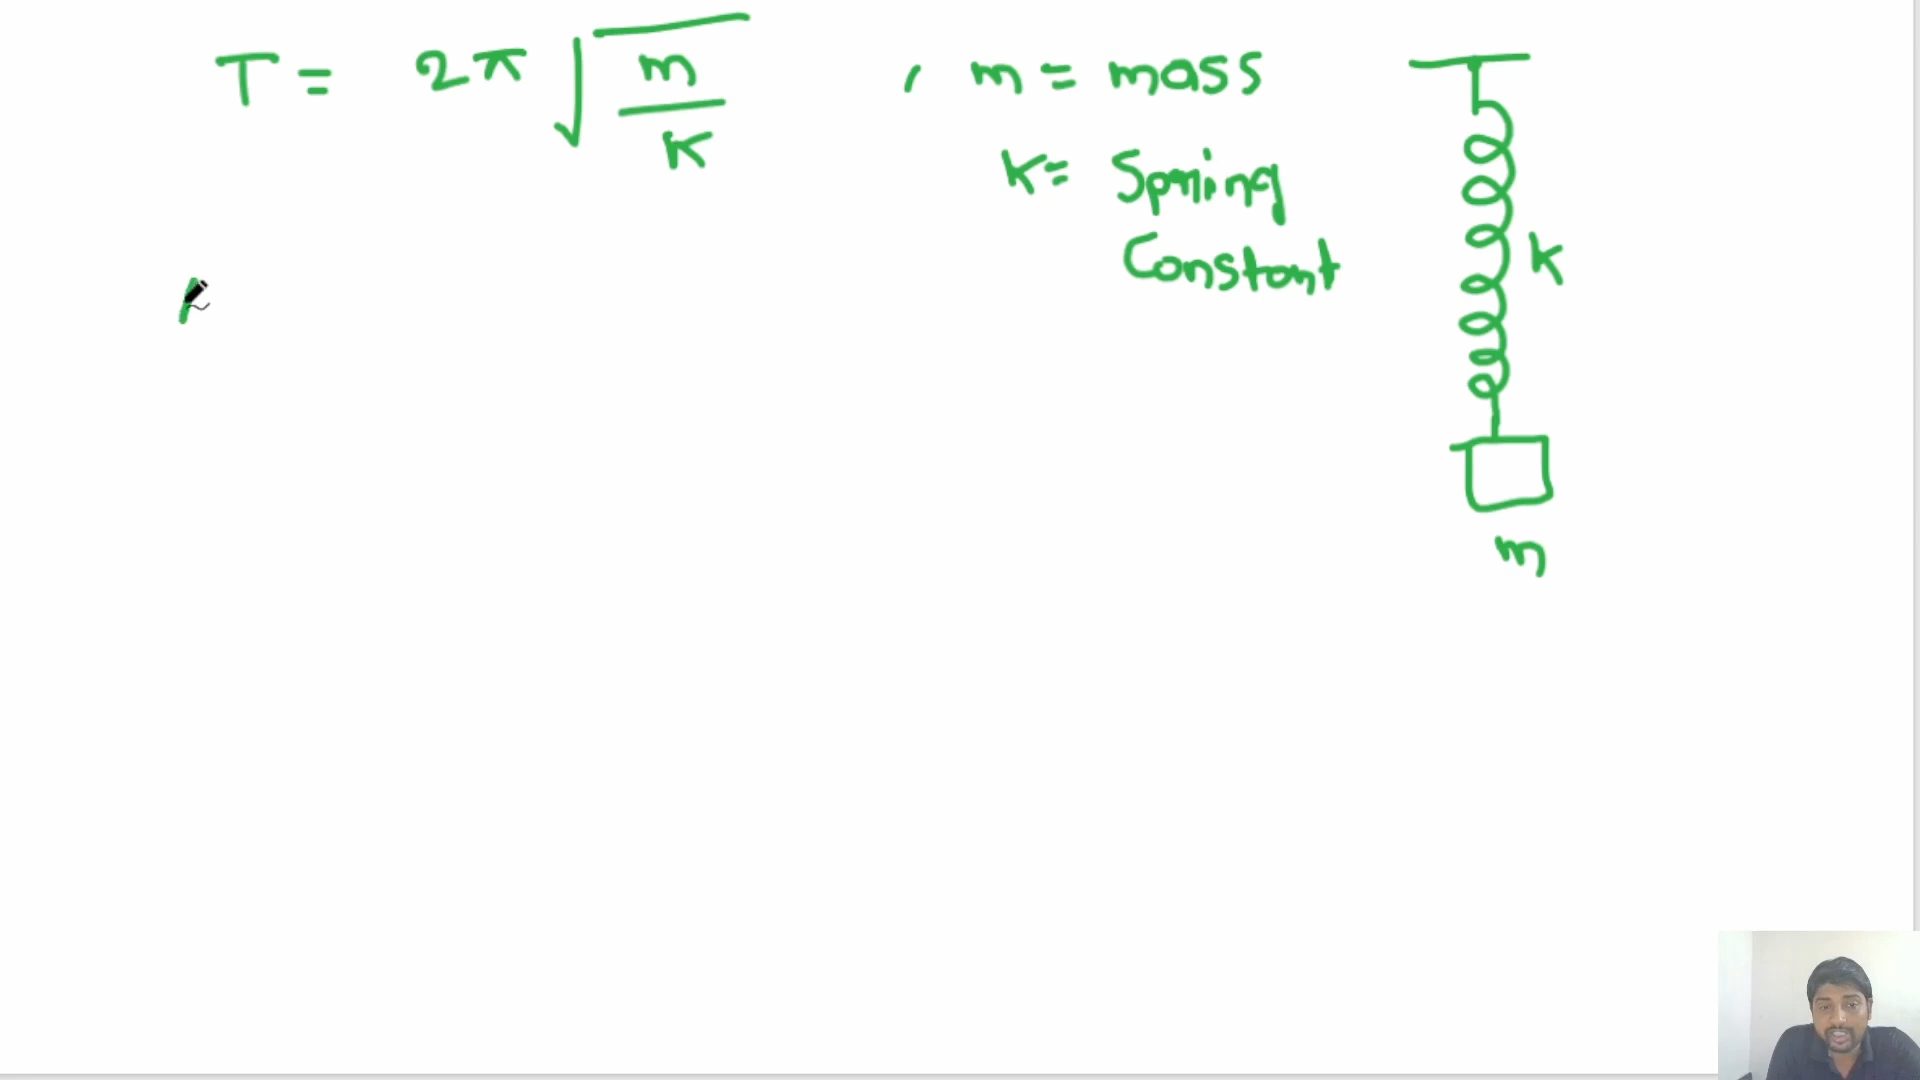 T = 2π √(m/k) , m = mass
k = Spring
Constant
k
m